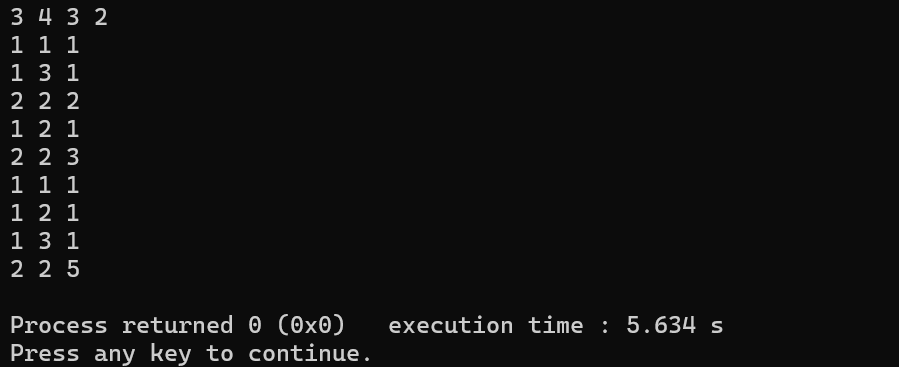 3 4 3 2
1 1 1
1 3 1
2 2 2
1 2 1
2 2 3
1 1 1
1 2 1
1 3 1
2 2 5
Process returned 0 (0x0)   execution time : 5.634 s
Press any key to continue.